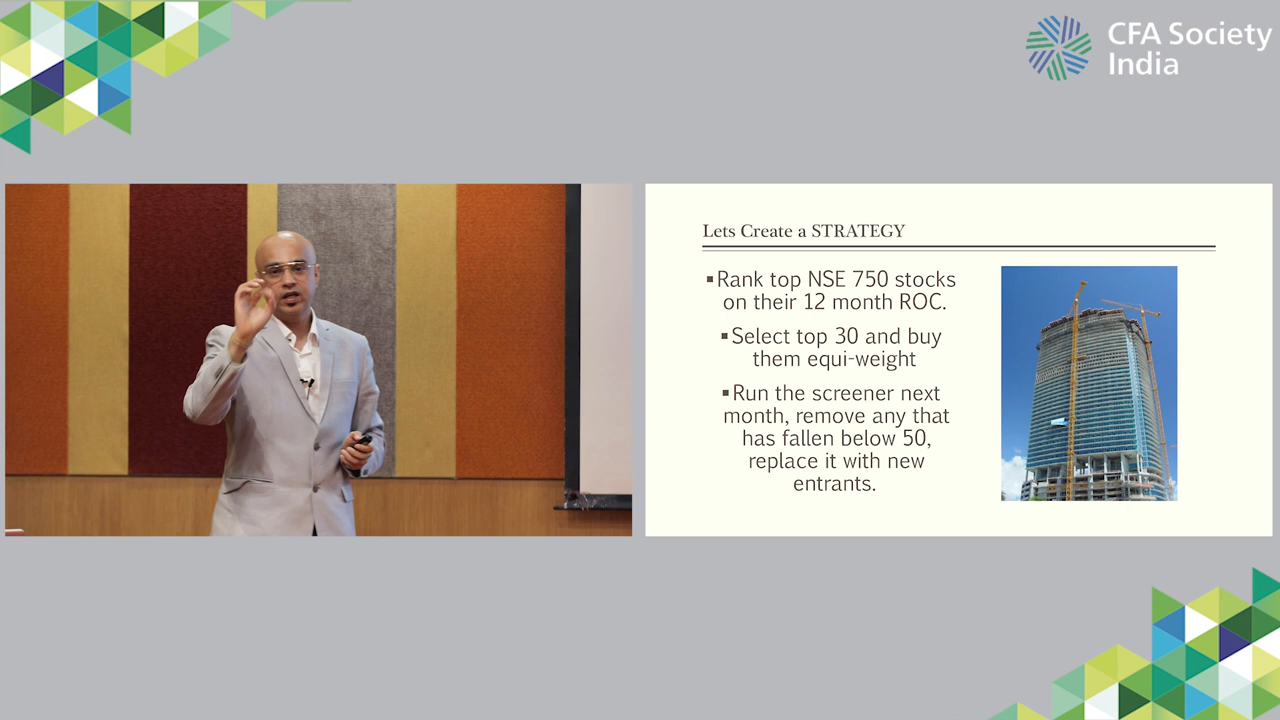 CFA Society
India
Lets Create a STRATEGY
▪Rank top NSE 750 stocks
on their 12 month ROC.
▪Select top 30 and buy
them equi-weight
▪Run the screener next
month, remove any that
has fallen below 50,
replace it with new
entrants.